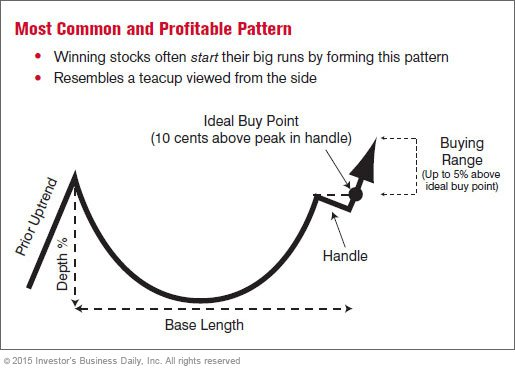 Most Common and Profitable Pattern
• Winning stocks often start their big runs by forming this pattern
• Resembles a teacup viewed from the side
Ideal Buy Point
(10 cents above peak in handle)
Buying
Range
(Up to 5% above
ideal buy point)
Prior Uptrend
Depth %
Handle
Base Length
© 2015 Investor's Business Daily, Inc. All rights reserved